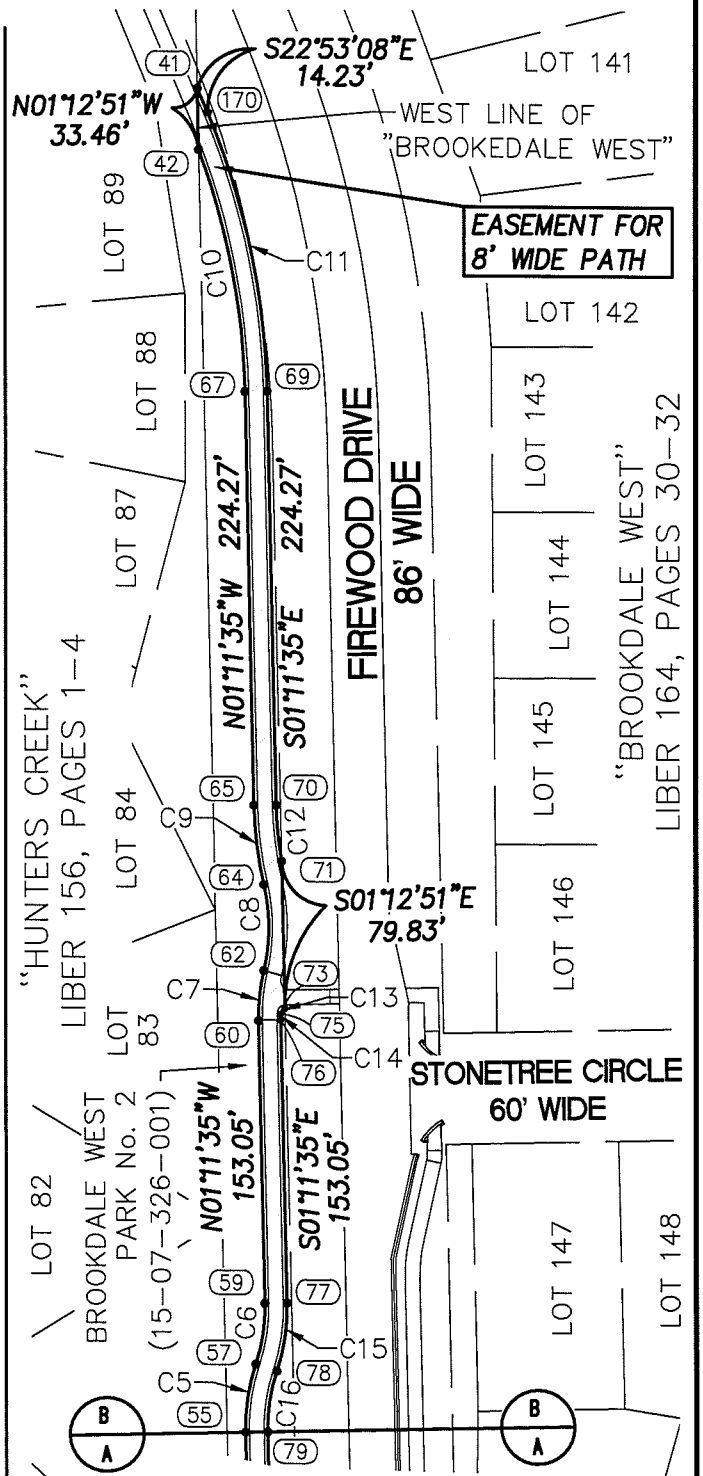 S22°53'08"E
14.23'
41
LOT 141
170
N01°12'51"W
33.46'
WEST LINE OF
"BROOKEDALE WEST"
42
LOT 89
EASEMENT FOR
8' WIDE PATH
C10
C11
LOT 142
LOT 88
67
69
LOT 143
LOT 87
N01°11'35"W 224.27'
S01°11'35"E 224.27'
FIREWOOD DRIVE
86' WIDE
LOT 144
"BROOKDALE WEST"
LIBER 164, PAGES 30-32
"HUNTERS CREEK"
LIBER 156, PAGES 1-4
LOT 145
65
70
C9
C12
LOT 84
71
LOT 146
64
C8
S01°12'51"E
79.83'
62
73
C7
C13
60
75
LOT
83
76
C14
STONETREE CIRCLE
60' WIDE
BROOKDALE WEST
PARK No. 2
(15-07-326-001)
N01°11'35"W
153.05'
S01°11'35"E
153.05'
LOT 82
LOT 147
LOT 148
59
77
C6
C15
57
78
C5
C16
55
79
B
A
B
A